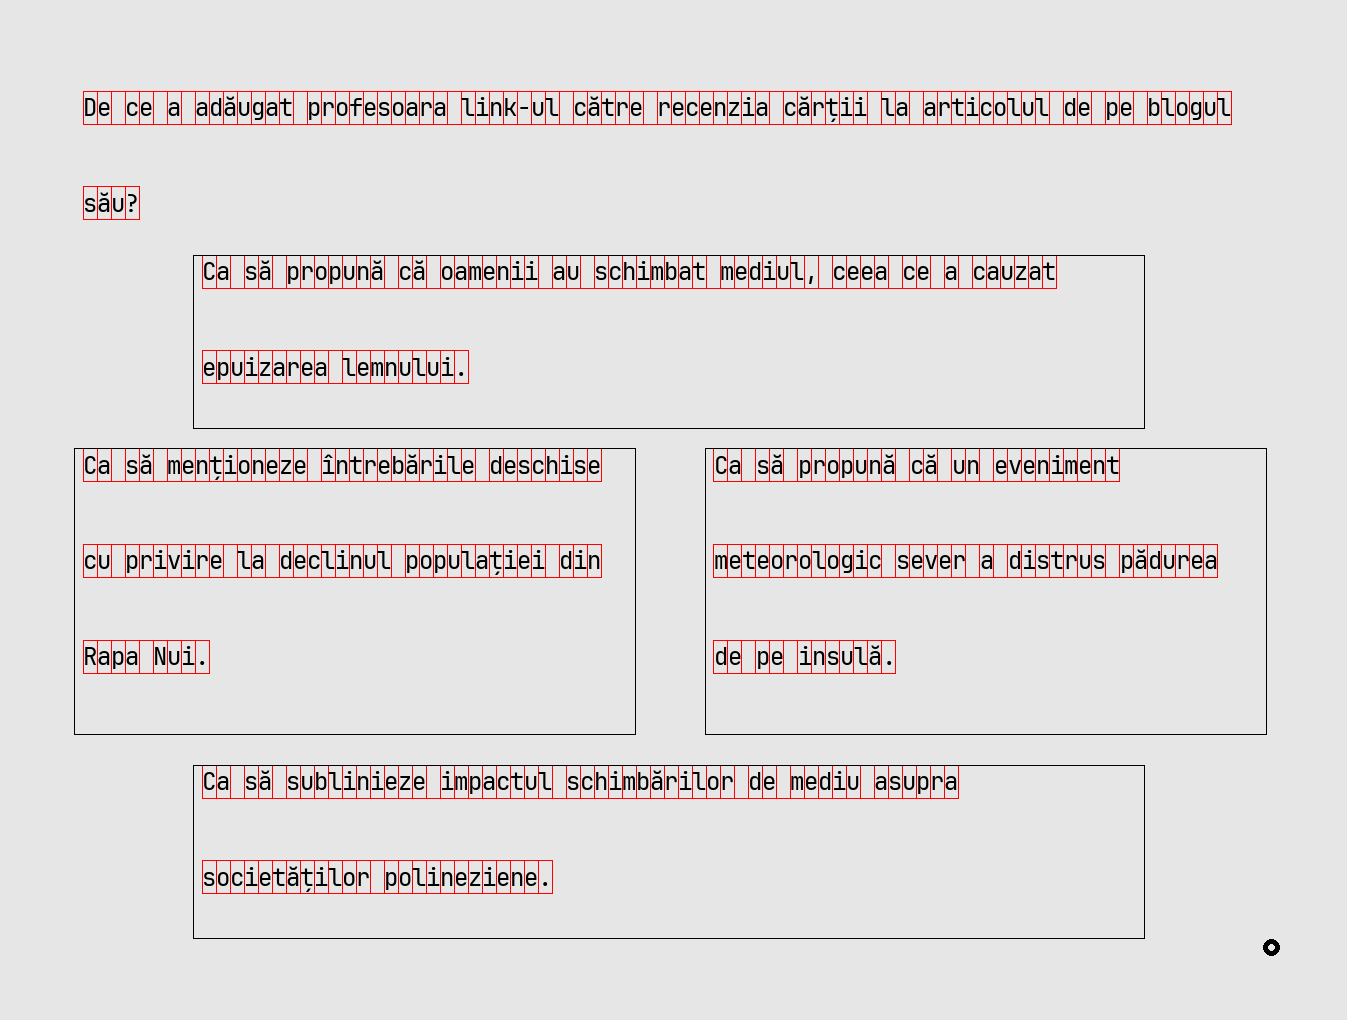 De ce a adăugat profesoara link-ul către recenzia cărții la articolul de pe blogul
său?
Ca să propună că oamenii au schimbat mediul, ceea ce a cauzat
epuizarea lemnului.
Ca să menționeze întrebările deschise
cu privire la declinul populației din
Rapa Nui.
Ca să propună că un eveniment
meteorologic sever a distrus pădurea
de pe insulă.
Ca să sublinieze impactul schimbărilor de mediu asupra
societăților polineziene.